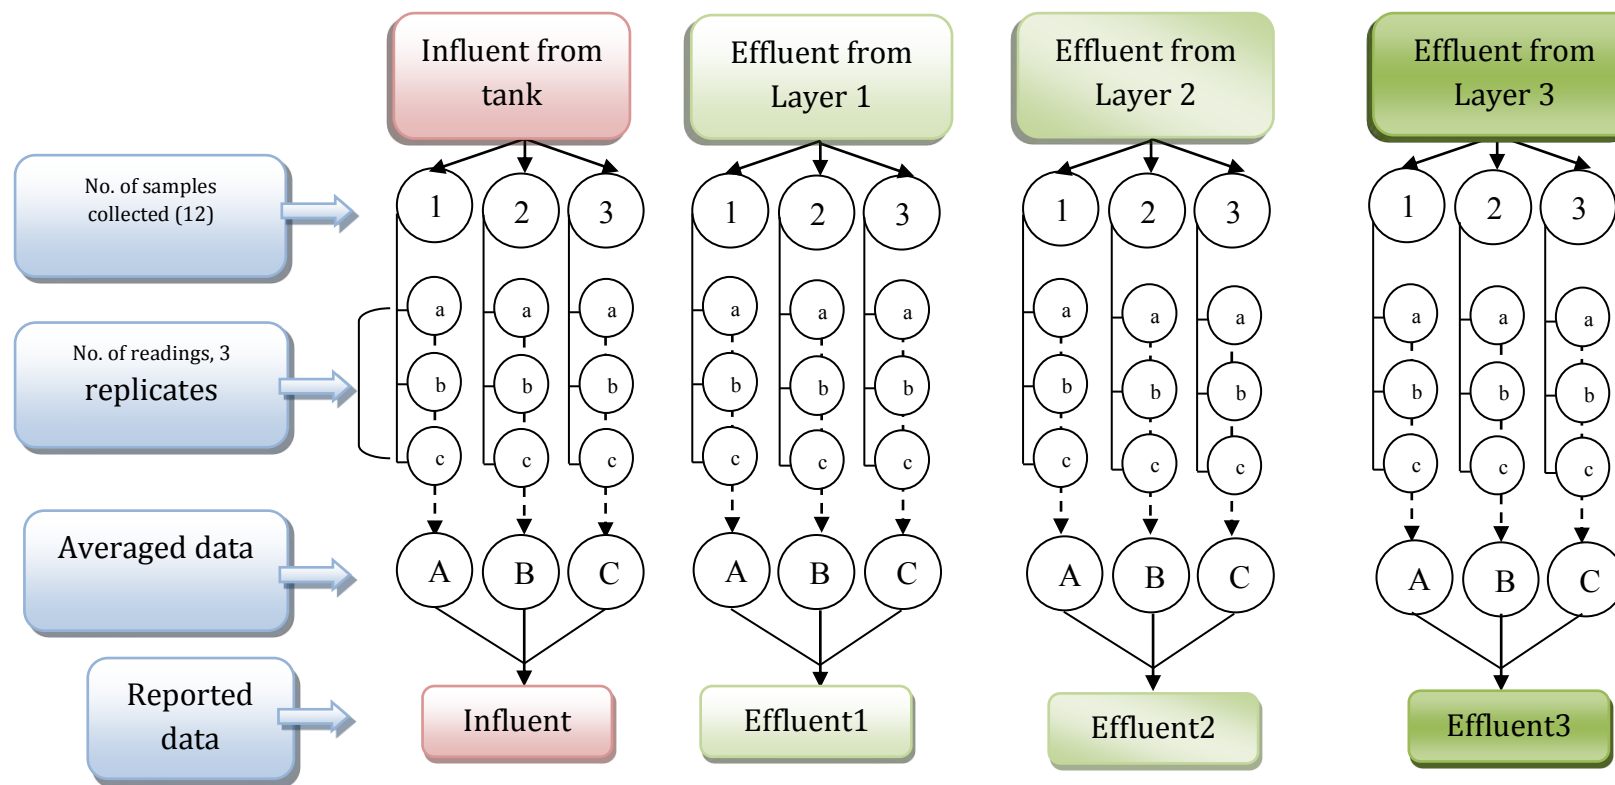 Influent from
tank
Effluent from
Layer 1
Effluent from
Layer 2
Effluent from
Layer 3
No. of samples
collected (12)
1 2 3 1 2 3 1 2 3 1 2 3
No. of readings, 3
replicates
a a a a a a a a a a a a
b b b b b b b b b b b b
c c c c c c c c c c c c
Averaged data
A B C A B C A B C A B C
Reported
data
Influent
Effluent1
Effluent2
Effluent3